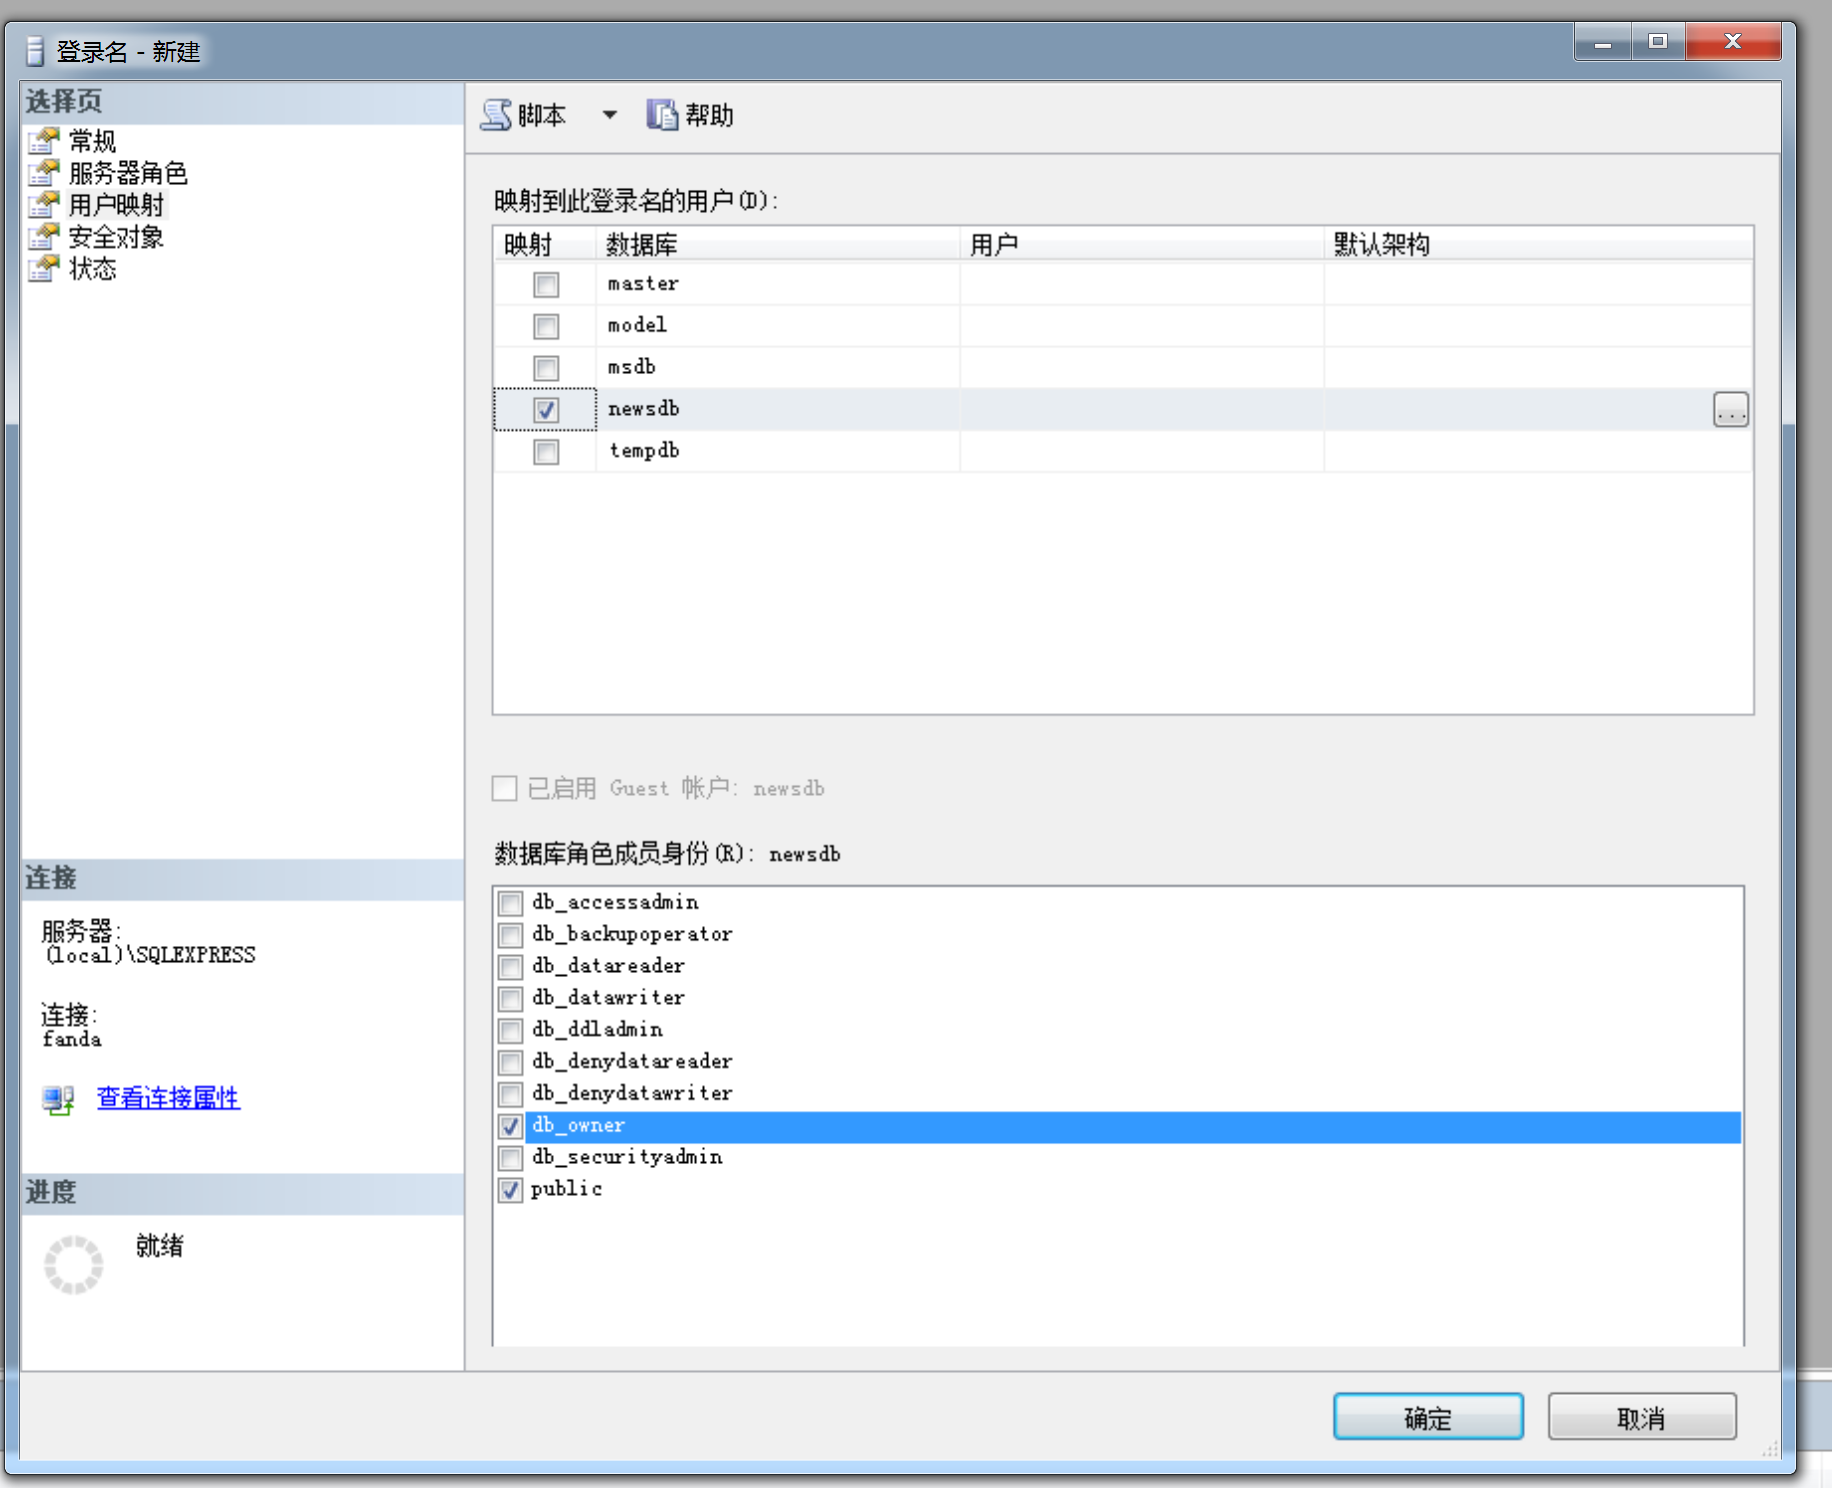 登录名 - 新建
选择页
常规
服务器角色
用户映射
安全对象
状态
脚本
帮助
映射到此登录名的用户(D):
映射 数据库 用户 默认架构
master
model
msdb
newsdb
...
tempdb
已启用 Guest 帐户: newsdb
数据库角色成员身份(R): newsdb
db_accessadmin
db_backupoperator
db_datareader
db_datawriter
db_ddladmin
db_denydatareader
db_denydatawriter
db_owner
db_securityadmin
public
连接
服务器:
(local)\SQLEXPRESS
连接:
fanda
查看连接属性
进度
就绪
确定
取消